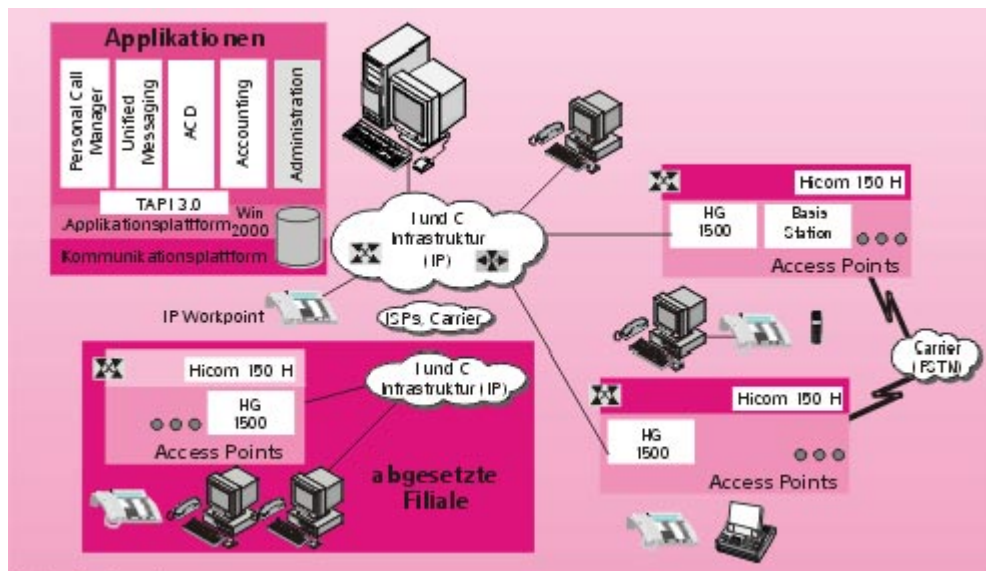 Applikationen
Personal Call
Manager
Unified
Messaging
ACD
Accounting
Administration
TAPI 3.0
Applikationsplattform
Win
2000
Kommunikationsplattform
I und C
Infrastruktur
(IP)
IP Workpoint
ISPs, Carrier
Hicom 150 H
HG
1500
Basis
Station
Access Points
Carrier
(PSTN)
Hicom 150 H
HG
1500
Access Points
Hicom 150 H
HG
1500
Access Points
I und C
Infrastruktur (IP)
abgesetzte
Filiale